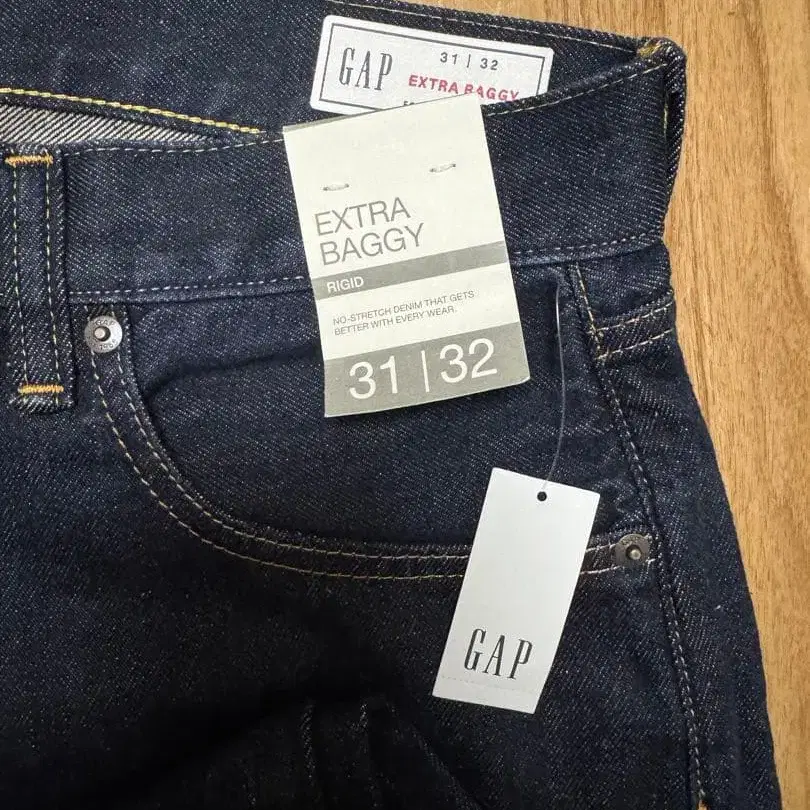 GAP
31 | 32
EXTRA BAGGY
EXTRA
BAGGY
RIGID
NO-STRETCH DENIM THAT GETS
BETTER WITH EVERY WEAR.
31 | 32
GAP